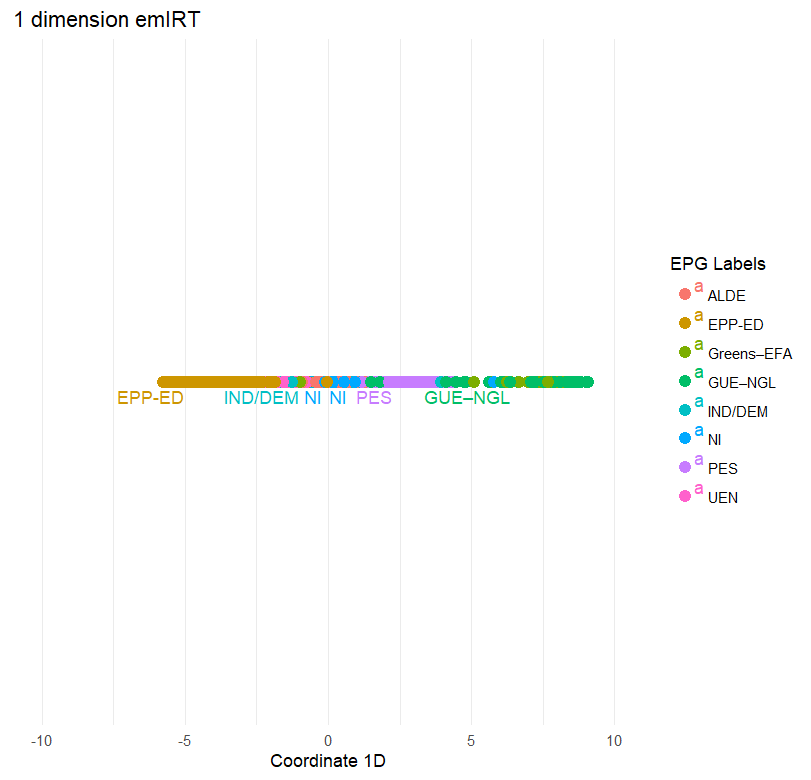 1 dimension emIRT
EPP-ED IND/DEM NI NI PES GUE–NGL
-10 -5 0 5 10
Coordinate 1D
EPG Labels
a ALDE
a EPP-ED
a Greens–EFA
a GUE–NGL
a IND/DEM
a NI
a PES
a UEN